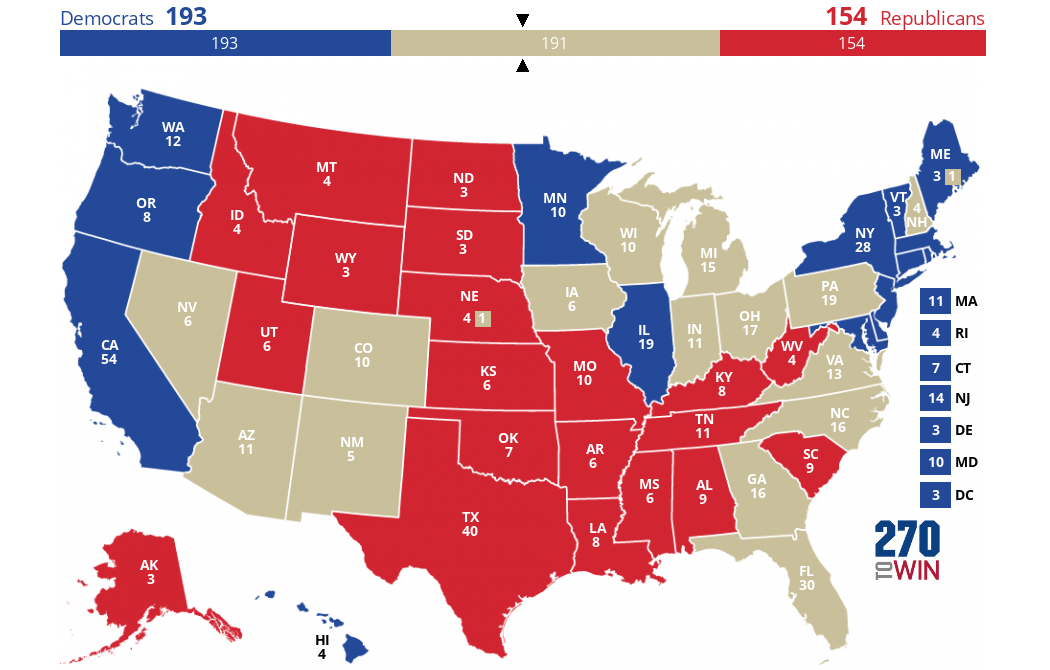 Democrats 193
154 Republicans
193
191
154
WA
12
OR
8
CA
54
NV
6
ID
4
MT
4
WY
3
UT
6
AZ
11
CO
10
NM
5
ND
3
SD
3
NE
4 1
KS
6
OK
7
TX
40
MN
10
IA
6
MO
10
AR
6
LA
8
WI
10
IL
19
MI
15
IN
11
OH
17
KY
8
TN
11
MS
6
AL
9
GA
16
FL
30
SC
9
NC
16
VA
13
WV
4
PA
19
NY
28
VT
3
4
NH
ME
3 1
11 MA
4 RI
7 CT
14 NJ
3 DE
10 MD
3 DC
AK
3
HI
4
270
TO WIN